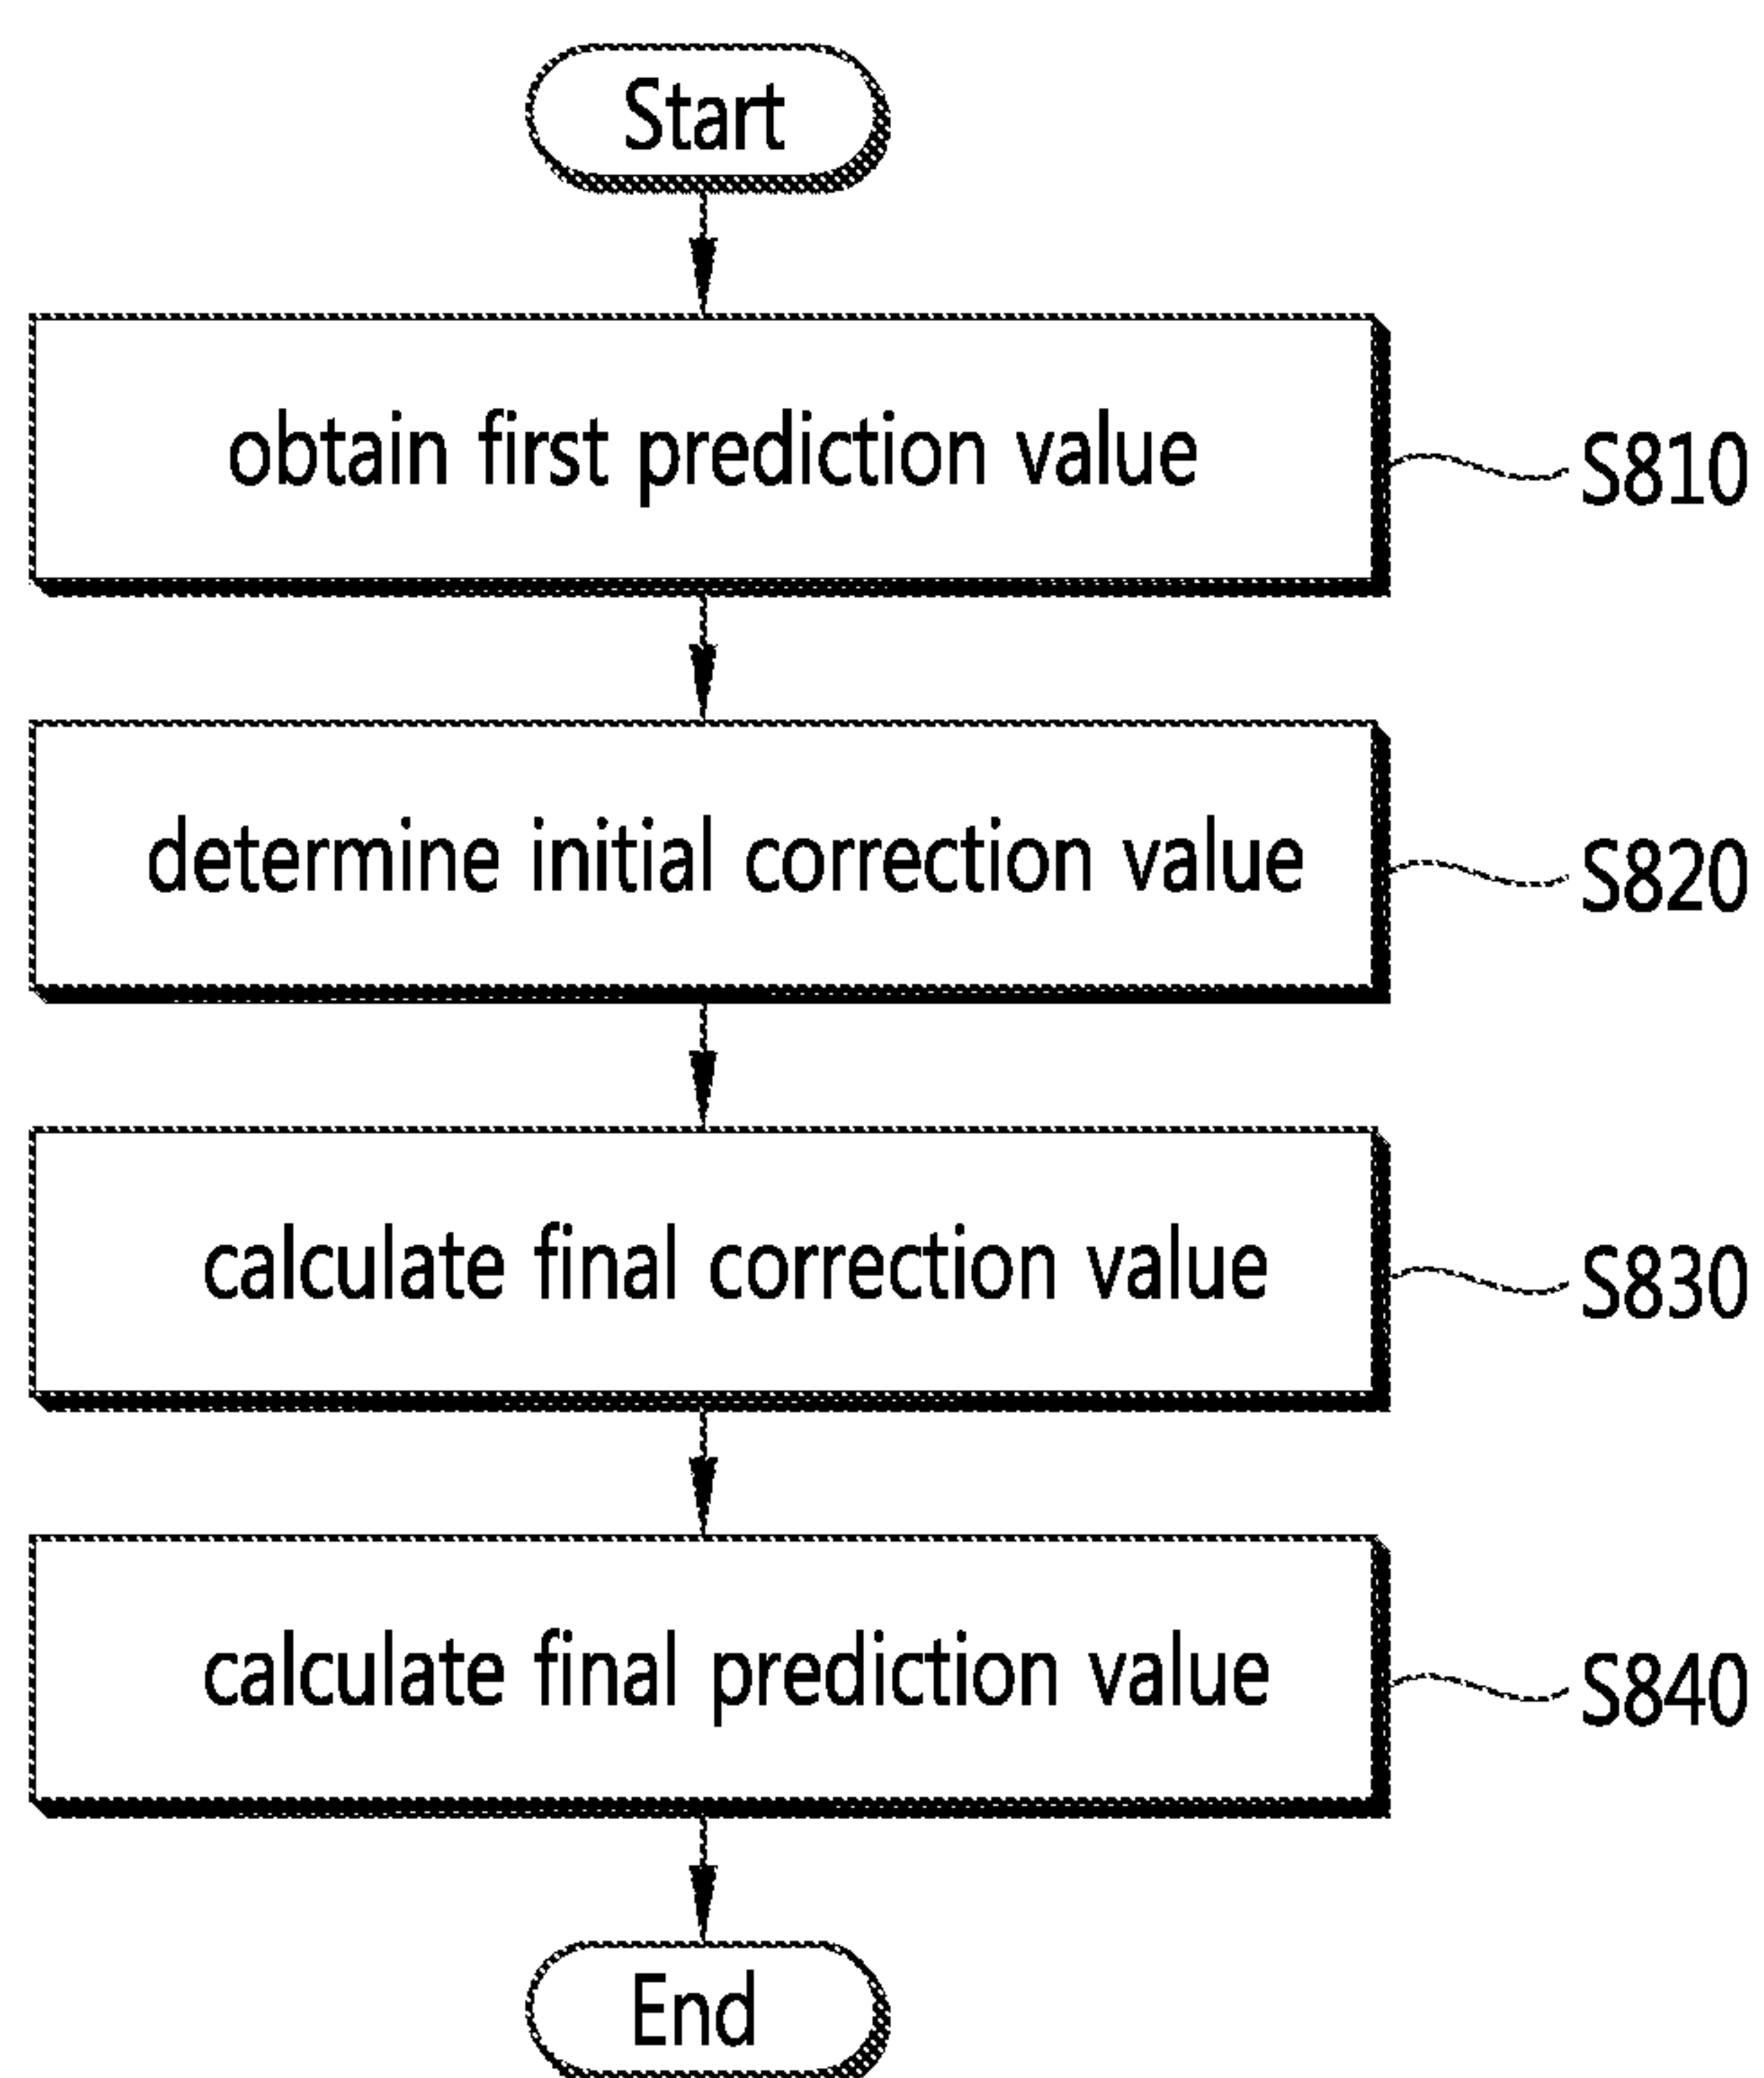 Start
obtain first prediction value
S810
determine initial correction value
S820
calculate final correction value
S830
calculate final prediction value
S840
End